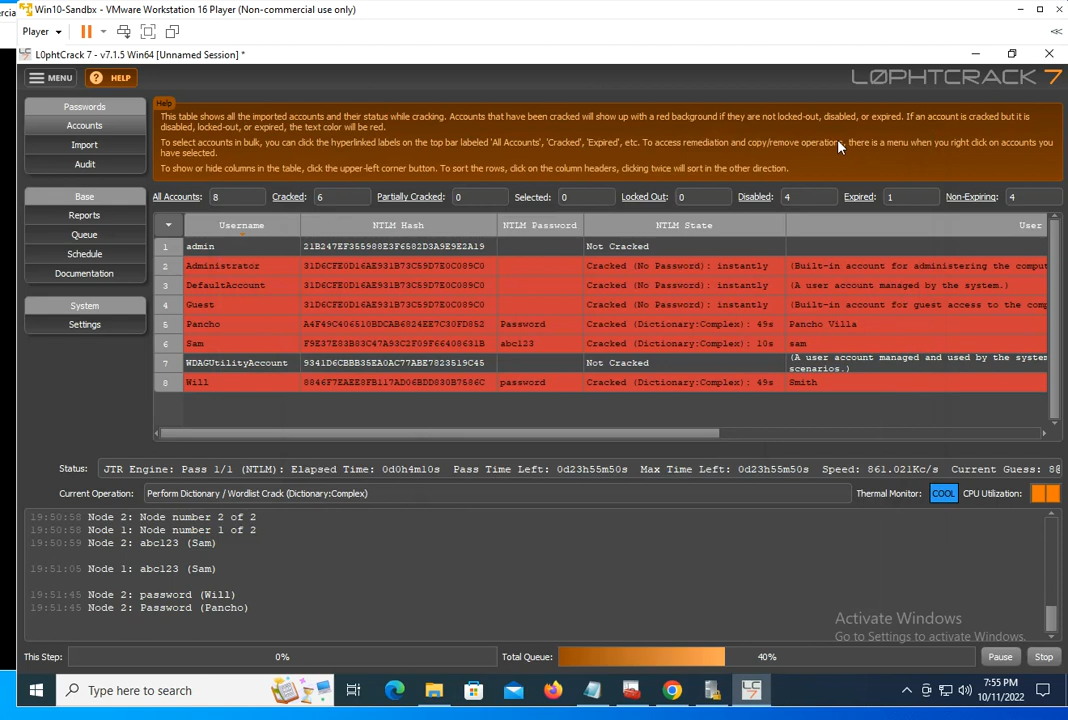 ercia
Win10-Sandbx - VMware Workstation 16 Player (Non-commercial use only)
Player
L0phtCrack 7 - v7.1.5 Win64 [Unnamed Session] *
MENU
? HELP
LØPHTCRACK 7
Passwords
Accounts
Import
Audit
Base
Reports
Queue
Schedule
Documentation
System
Settings
Help
This table shows all the imported accounts and their status while cracking. Accounts that have been cracked will show up with a red background if they are not locked-out, disabled, or expired. If an account is cracked but it is
disabled, locked-out, or expired, the text color will be red.
To select accounts in bulk, you can click the hyperlinked labels on the top bar labeled 'All Accounts', 'Cracked', 'Expired', etc. To access remediation and copy/remove operations, there is a menu when you right click on accounts you
have selected.
To show or hide columns in the table, click the upper-left corner button. To sort the rows, click on the column headers, clicking twice will sort in the other direction.
All Accounts: 8 Cracked: 6 Partially Cracked: 0 Selected: 0 Locked Out: 0 Disabled: 4 Expired: 1 Non-Expiring: 4
Username NTLM Hash NTLM Password NTLM State User
1 admin 21B247EF355988E3F6582D3A9E9E2A19 Not Cracked
2 Administrator 31D6CFE0D16AE931B73C59D7E0C089C0 Cracked (No Password): instantly (Built-in account for administering the comput
3 DefaultAccount 31D6CFE0D16AE931B73C59D7E0C089C0 Cracked (No Password): instantly (A user account managed by the system.)
4 Guest 31D6CFE0D16AE931B73C59D7E0C089C0 Cracked (No Password): instantly (Built-in account for guest access to the comp
5 Pancho A4F49C406510BDCAB6824EE7C30FD852 Password Cracked (Dictionary:Complex): 49s Pancho Villa
6 Sam F9E37E83B83C47A93C2F09F66408631B abc123 Cracked (Dictionary:Complex): 10s sam
7 WDAGUtilityAccount 9341D6CBBB35EA0AC77ABE7823519C45 Not Cracked (A user account managed and used by the system
scenarios.)
8 Will 8846F7EAEE8FB117AD06BDD830B7586C password Cracked (Dictionary:Complex): 49s Smith
Status: JTR Engine: Pass 1/1 (NTLM): Elapsed Time: 0d0h4m10s Pass Time Left: 0d23h55m50s Max Time Left: 0d23h55m50s Speed: 861.021Kc/s Current Guess: 8@
Current Operation: Perform Dictionary / Wordlist Crack (Dictionary:Complex) Thermal Monitor: COOL CPU Utilization:
19:50:58 Node 2: Node number 2 of 2
19:50:58 Node 1: Node number 1 of 2
19:50:59 Node 2: abc123 (Sam)
19:51:05 Node 1: abc123 (Sam)
19:51:45 Node 2: password (Will)
19:51:45 Node 2: Password (Pancho)
Activate Windows
Go to Settings to activate Windows.
This Step: 0% Total Queue: 40% Pause Stop
Type here to search
7:55 PM
10/11/2022